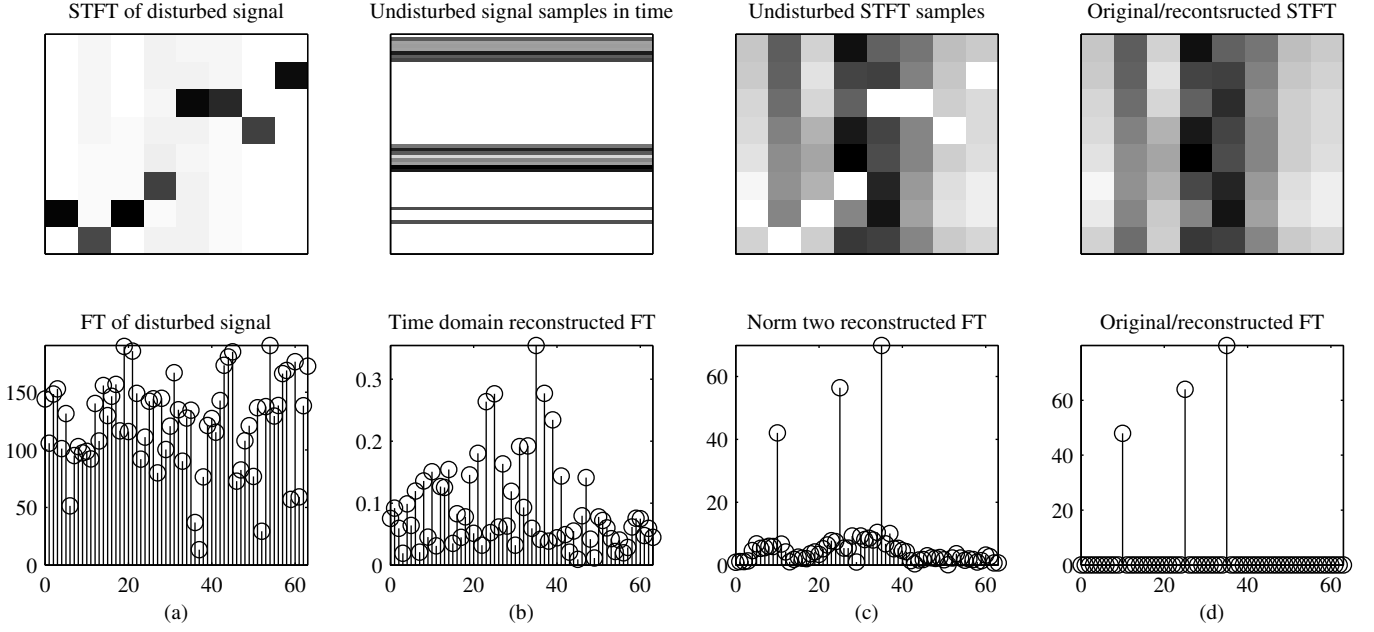 STFT of disturbed signal
Undisturbed signal samples in time
Undisturbed STFT samples
Original/recontsructed STFT
FT of disturbed signal
Time domain reconstructed FT
Norm two reconstructed FT
Original/reconstructed FT
150
100
50
0
0 20 40 60
(a)
0.3
0.2
0.1
0
0 20 40 60
(b)
60
40
20
0
0 20 40 60
(c)
60
40
20
0
0 20 40 60
(d)